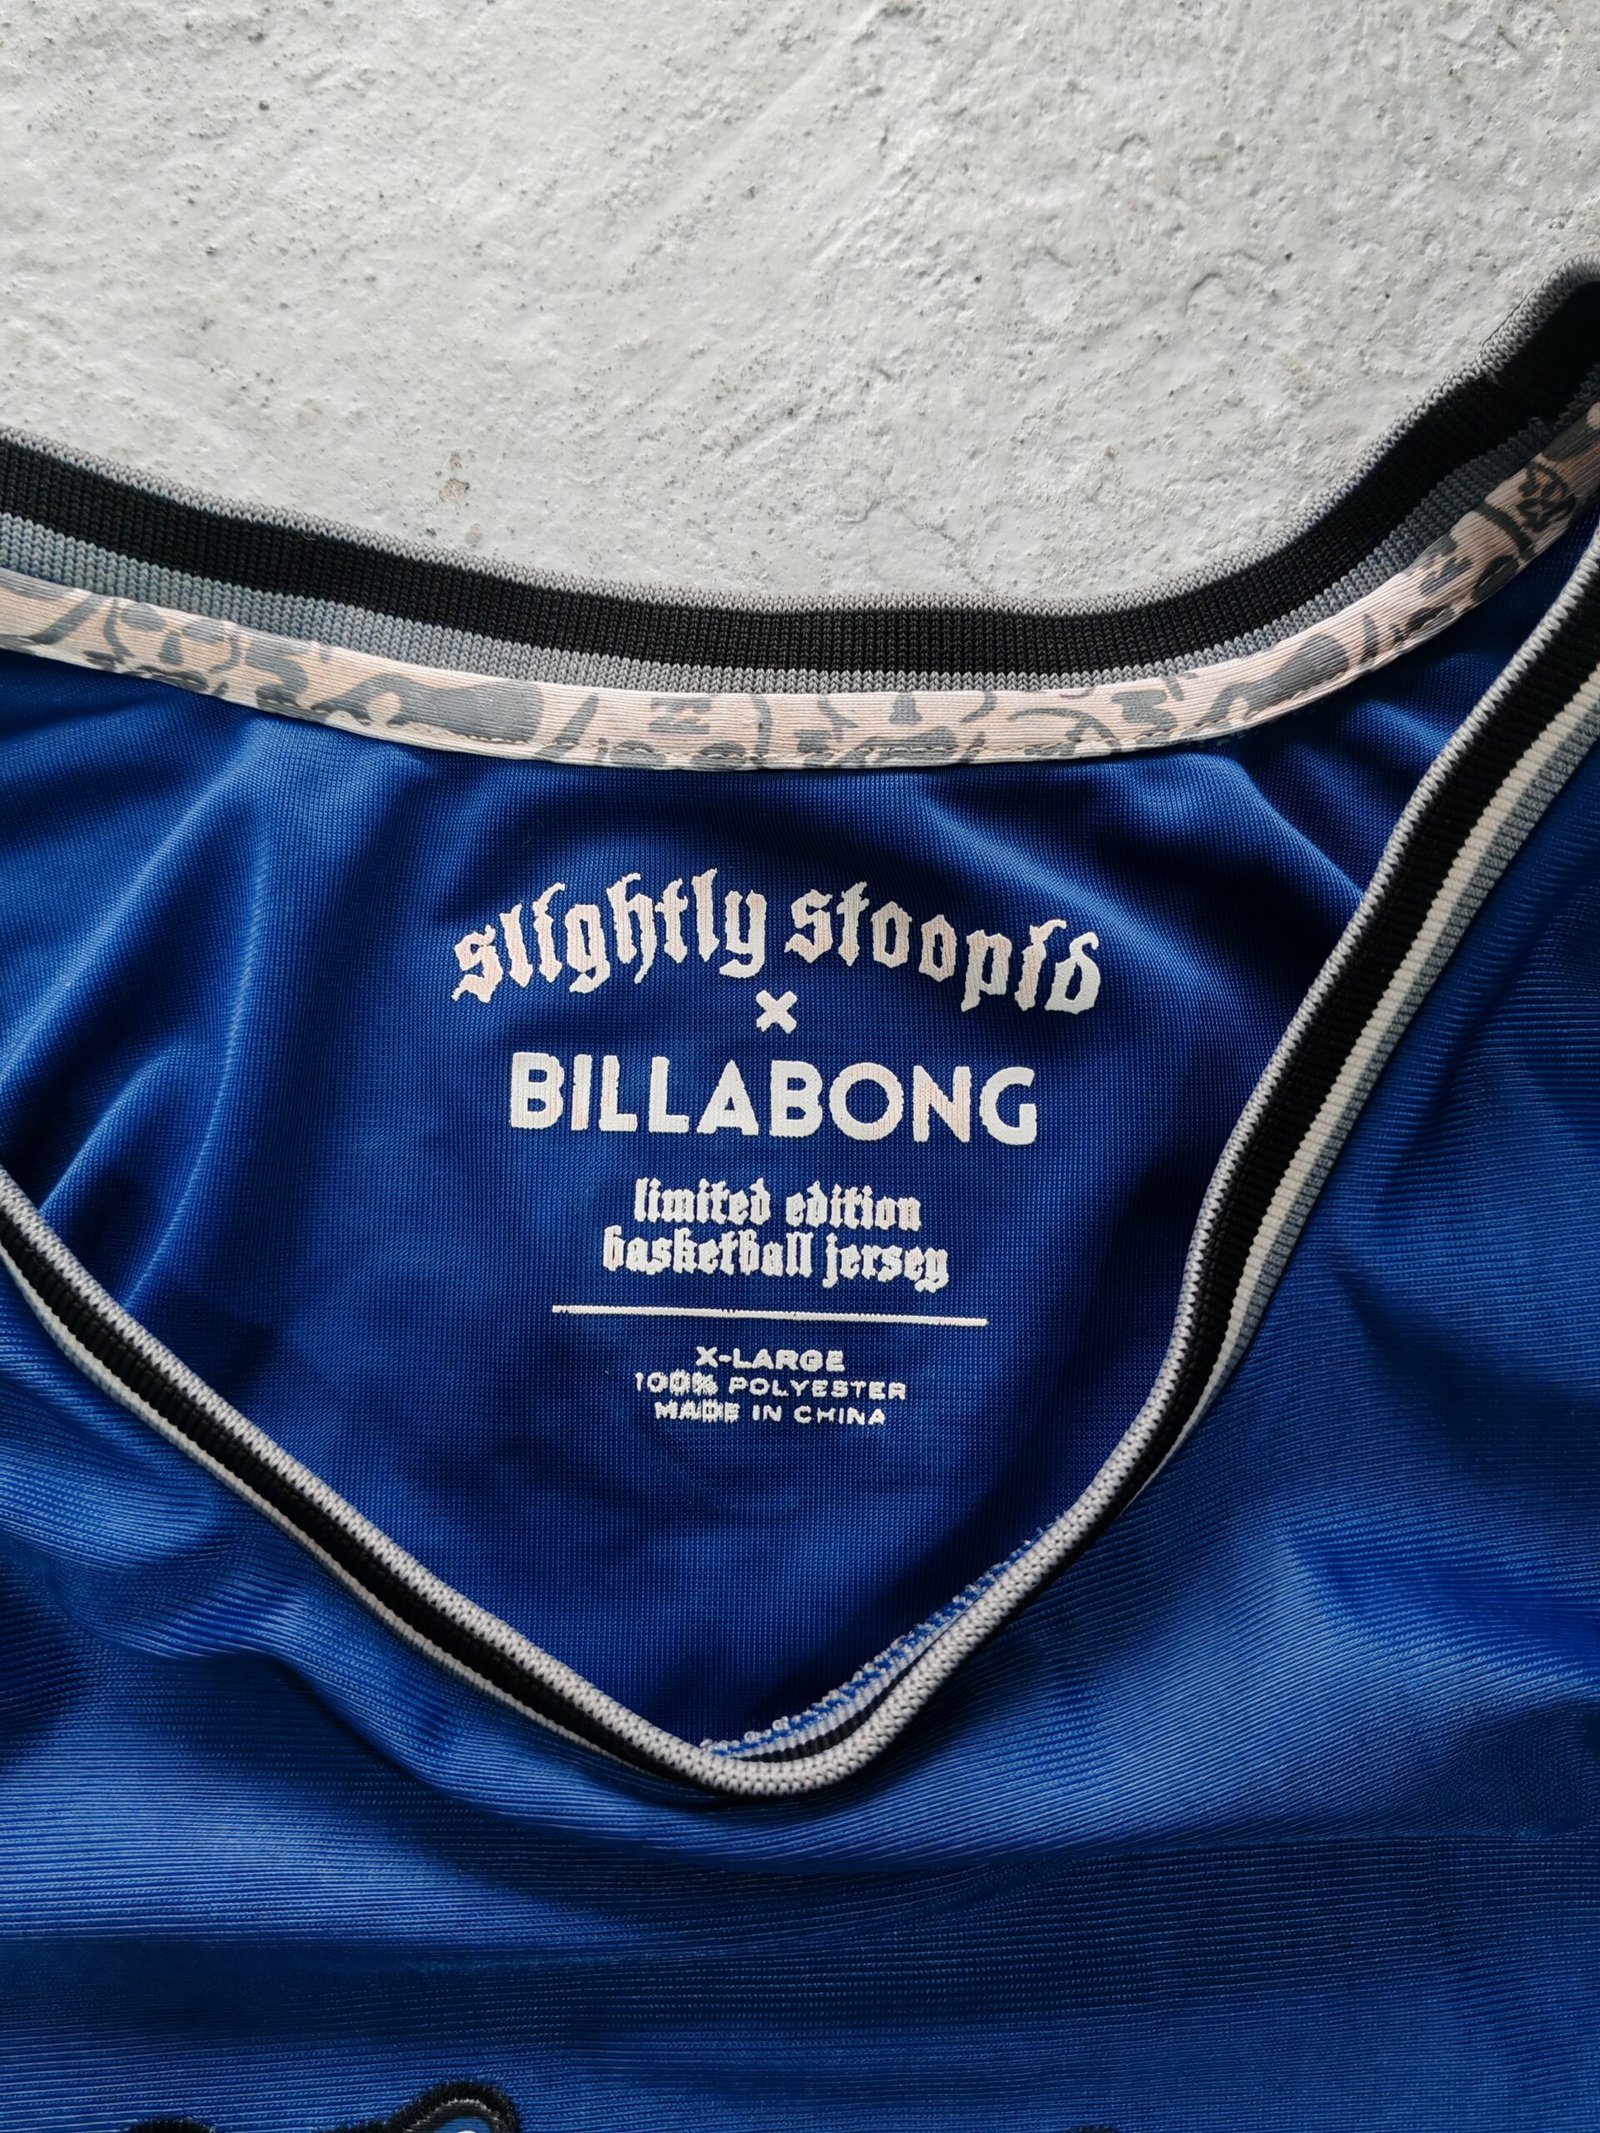 slightly stoopid
x
BILLABONG
limited edition
basketball jersey
X-LARGE
100% POLYESTER
MADE IN CHINA